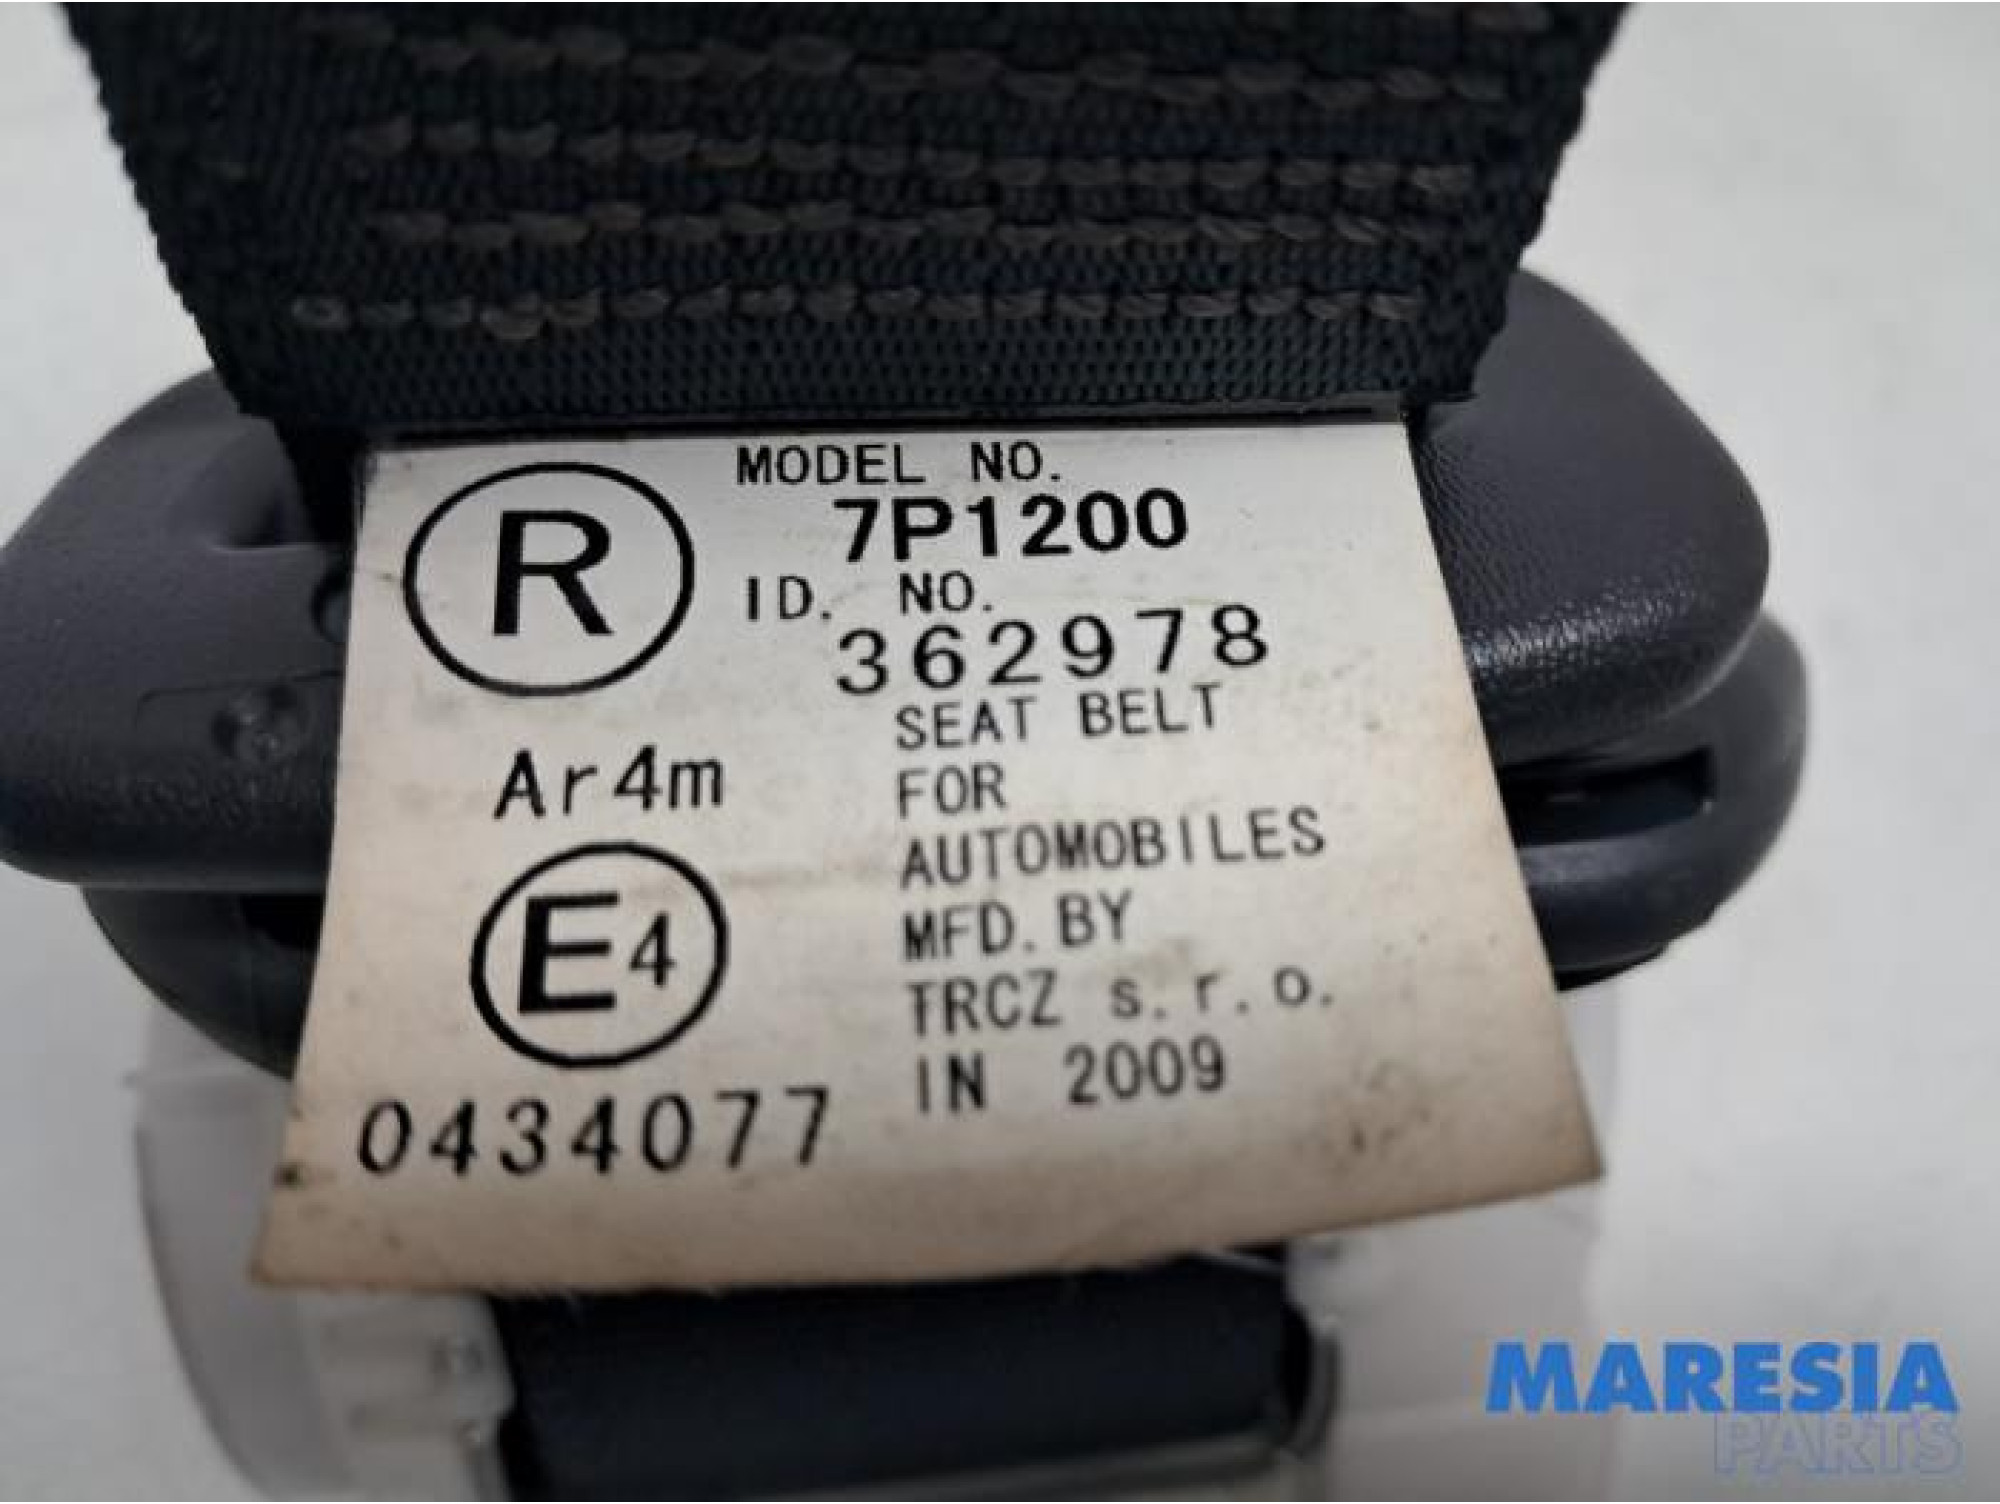 R
MODEL NO.
7P1200
ID. NO.
362978
Ar4m
SEAT BELT
FOR
AUTOMOBILES
E4
MFD. BY
TRCZ s.r.o.
0434077
IN 2009
MARESIA
PARTS